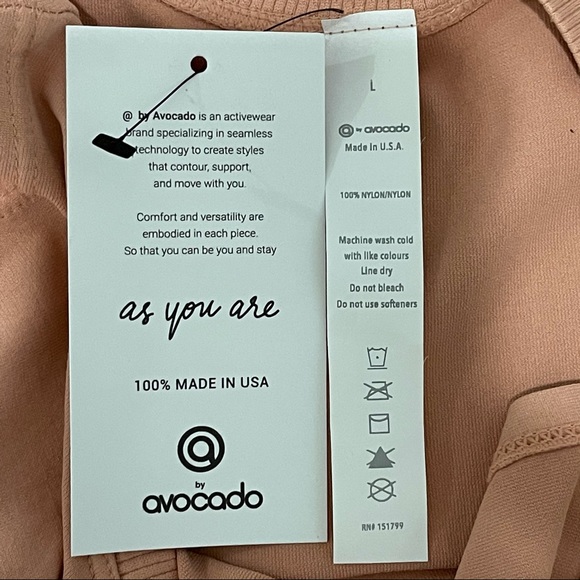 @ by Avocado is an activewear
brand specializing in seamless
technology to create styles
that contour, support,
and move with you.
Comfort and versatility are
embodied in each piece.
So that you can be you and stay
as you are
100% MADE IN USA
@
by
avocado
L
@ by avocado
Made In U.S.A.
100% NYLON/NYLON
Machine wash cold
with like colours
Line dry
Do not bleach
Do not use softeners
RN# 151799